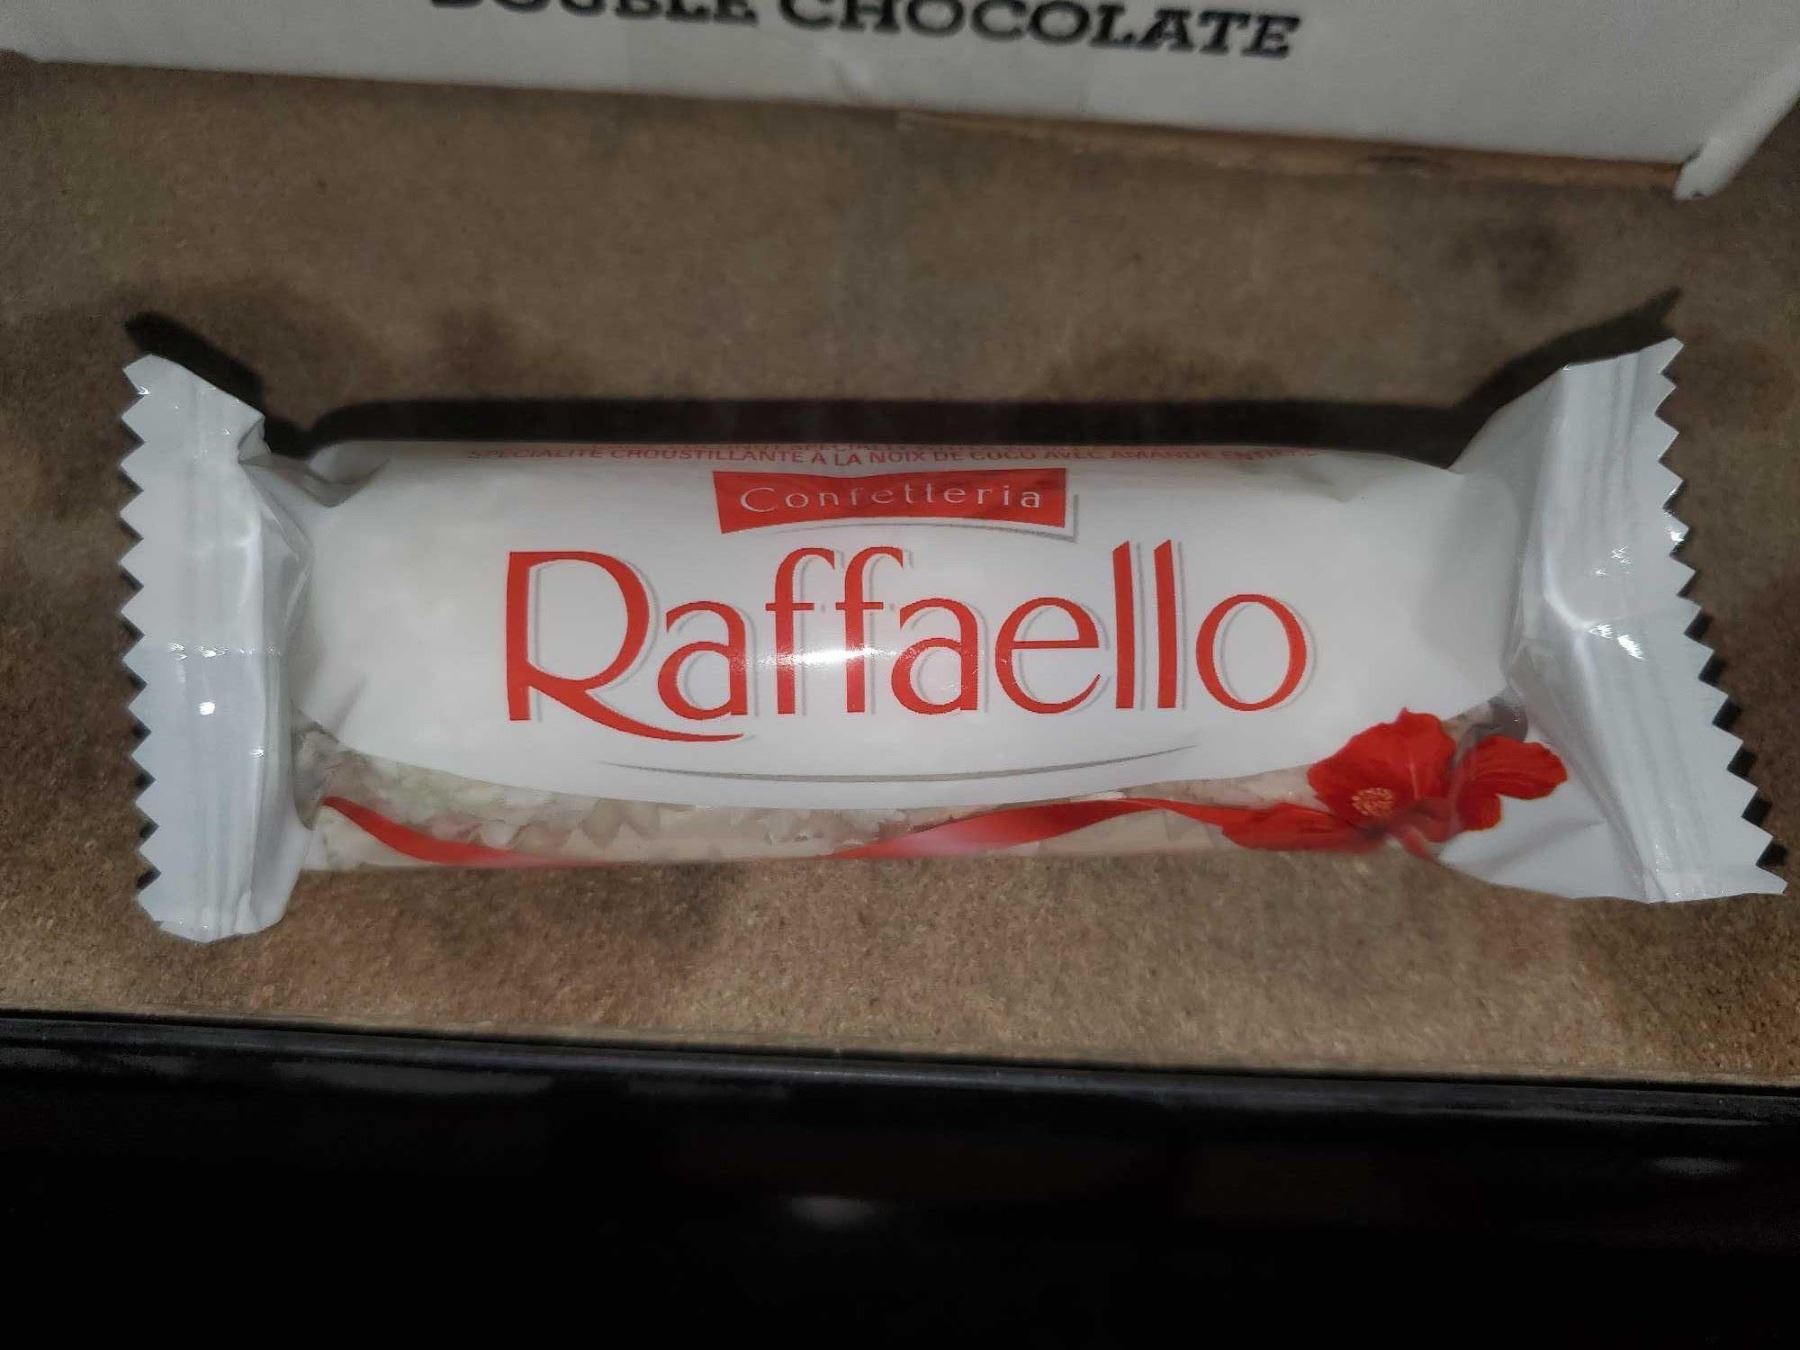 DOUBLE CHOCOLATE
SPÉCIALITÉ CROUSTILLANTE À LA NOIX DE COCO AVEC AMANDE
Confetteria
Raffaello